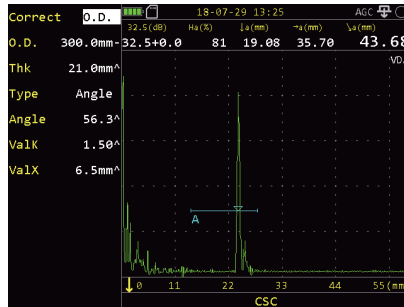 Correct O.D.
18-07-29 13:25 AGC
32.5(dB) Ha(%) ↓a(mm) →a(mm) ↘a(mm)
O.D. 300.0mm-
32.5+0.0 81 19.08 35.70 43.68
Thk 21.0mm^
VD
Type Angle
Angle 56.3^
ValK 1.50^
ValX 6.5mm^
A
0 11 22 33 44 55(mm
CSC